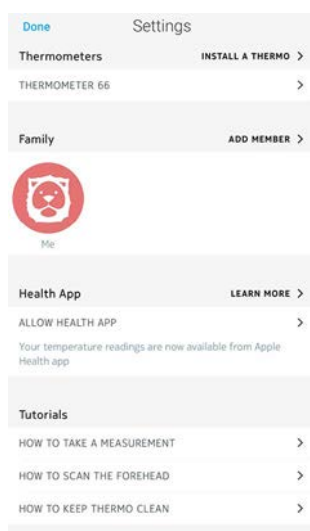 Done Settings
Thermometers INSTALL A THERMO >
THERMOMETER 66 >
Family ADD MEMBER >
Me
Health App LEARN MORE >
ALLOW HEALTH APP >
Your temperature readings are now available from Apple
Health app
Tutorials
HOW TO TAKE A MEASUREMENT >
HOW TO SCAN THE FOREHEAD >
HOW TO KEEP THERMO CLEAN >